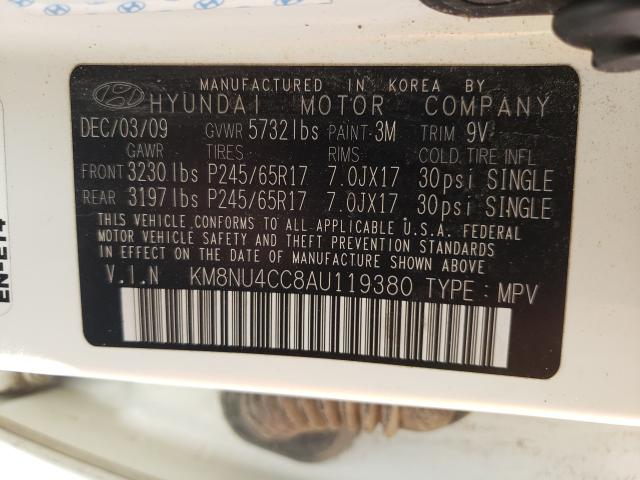 MANUFACTURED IN KOREA BY
HYUNDAI MOTOR COMPANY
DEC/03/09 GVWR 5732 lbs PAINT: 3M TRIM 9V
GAWR TIRES: RIMS: COLD TIRE INFL
FRONT 3230 lbs P245/65R17 7.0JX17 30psi SINGLE
REAR 3197 lbs P245/65R17 7.0JX17 30psi SINGLE
THIS VEHICLE CONFORMS TO ALL APPLICABLE U.S.A. FEDERAL
MOTOR VEHICLE SAFETY AND THEFT PREVENTION STANDARDS
IN EFFECT ON THE DATE OF MANUFACTURE SHOWN ABOVE
V.I.N KM8NU4CC8AU119380 TYPE : MPV
EN-E14